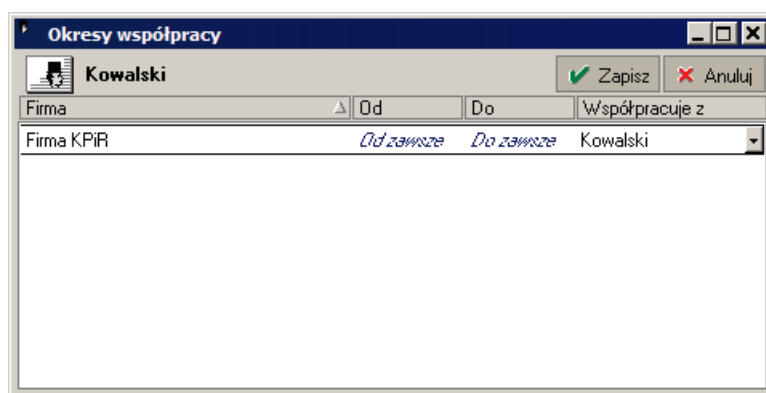 Okresy współpracy
Kowalski Zapisz Anuluj
Firma Od Do Współpracuje z
Firma KPiR Od zawsze Do zawsze Kowalski